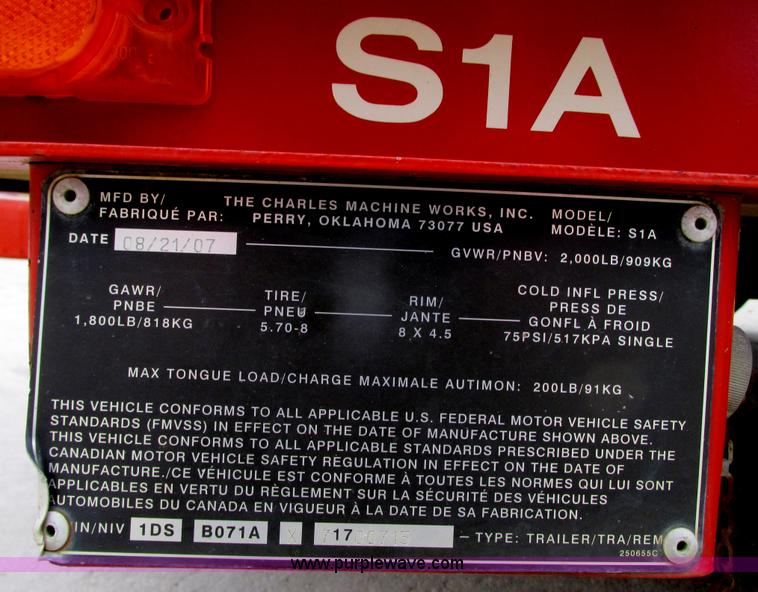 S1A
MFD BY/ THE CHARLES MACHINE WORKS, INC. MODEL/
FABRIQUÉ PAR: PERRY, OKLAHOMA 73077 USA MODÈLE: S1A
DATE 08/21/07 GVWR/PNBV: 2,000LB/909KG
GAWR/
PNBE
1,800LB/818KG
TIRE/
PNEU
5.70-8
RIM/
JANTE
8 X 4.5
COLD INFL PRESS/
PRESS DE
GONFL À FROID
75PSI/517KPA SINGLE
MAX TONGUE LOAD/CHARGE MAXIMALE AUTIMON: 200LB/91KG
THIS VEHICLE CONFORMS TO ALL APPLICABLE U.S. FEDERAL MOTOR VEHICLE SAFETY
STANDARDS (FMVSS) IN EFFECT ON THE DATE OF MANUFACTURE SHOWN ABOVE.
THIS VEHICLE CONFORMS TO ALL APPLICABLE STANDARDS PRESCRIBED UNDER THE
CANADIAN MOTOR VEHICLE SAFETY REGULATION IN EFFECT ON THE DATE OF
MANUFACTURE./CE VÉHICULE EST CONFORME À TOUTES LES NORMES QUI LUI SONT
APPLICABLES EN VERTU DU RÈGLEMENT SUR LA SÉCURITÉ DES VÉHICULES
AUTOMOBILES DU CANADA EN VIGUEUR À LA DATE DE SA FABRICATION.
IN/NIV 1DS B071A X TYPE: TRAILER/TRA/REM
250655C
www.purplewave.com